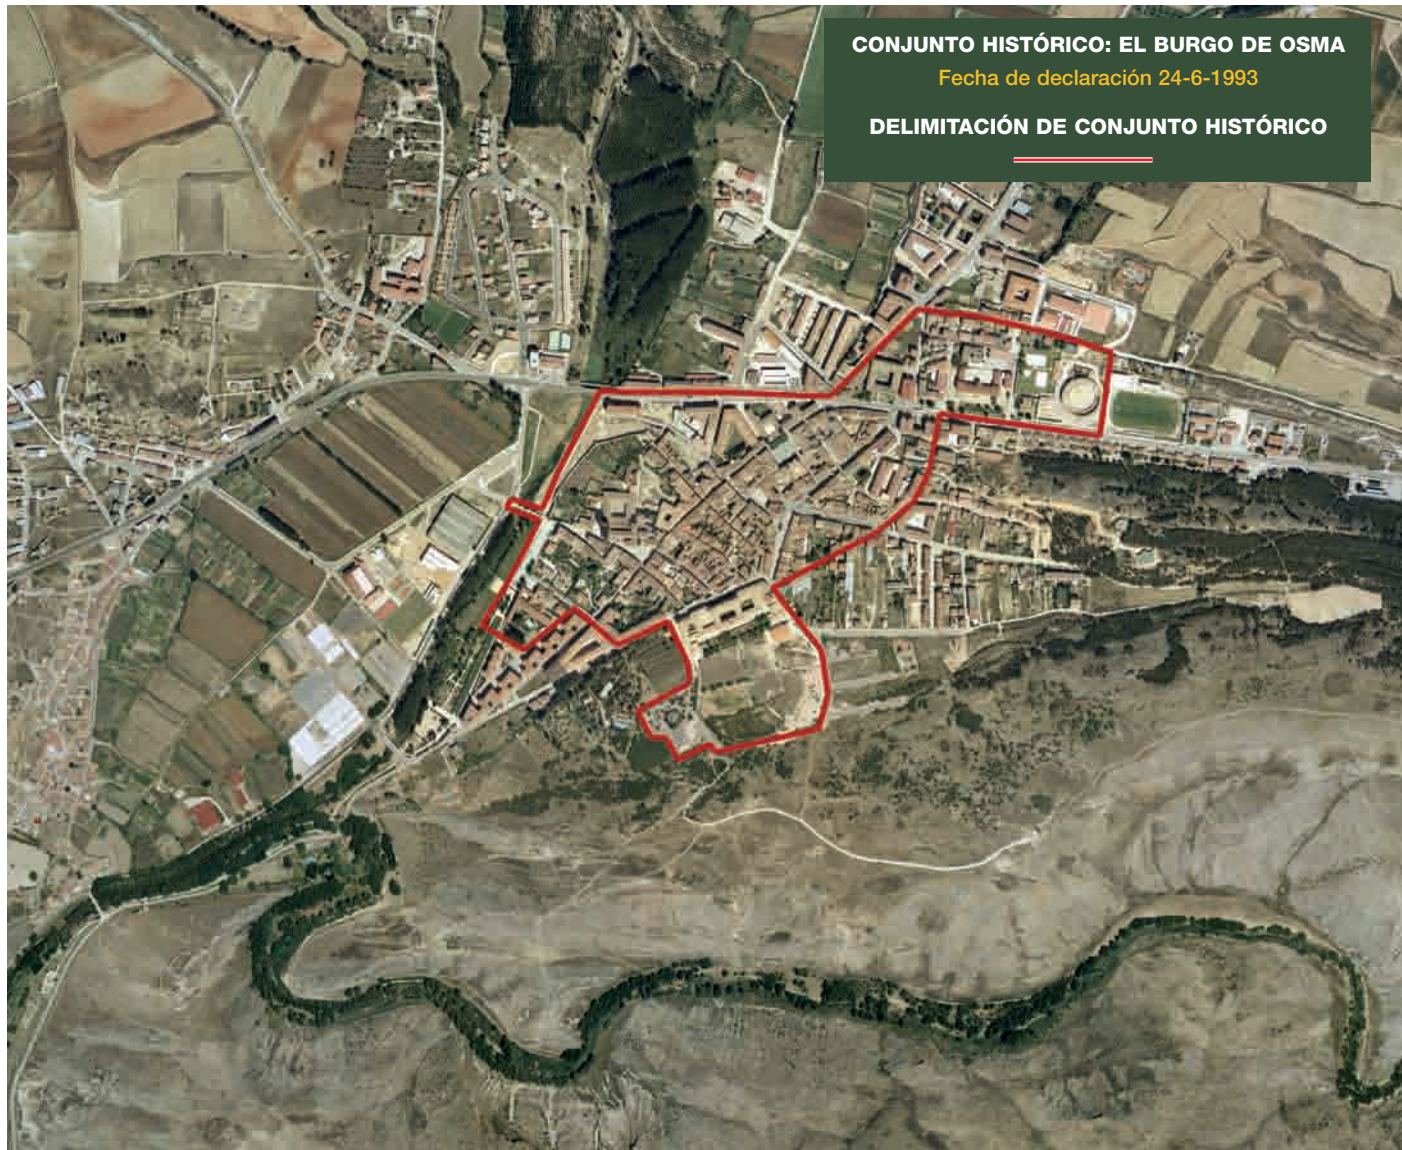 CONJUNTO HISTÓRICO: EL BURGO DE OSMA
Fecha de declaración 24-6-1993
DELIMITACIÓN DE CONJUNTO HISTÓRICO